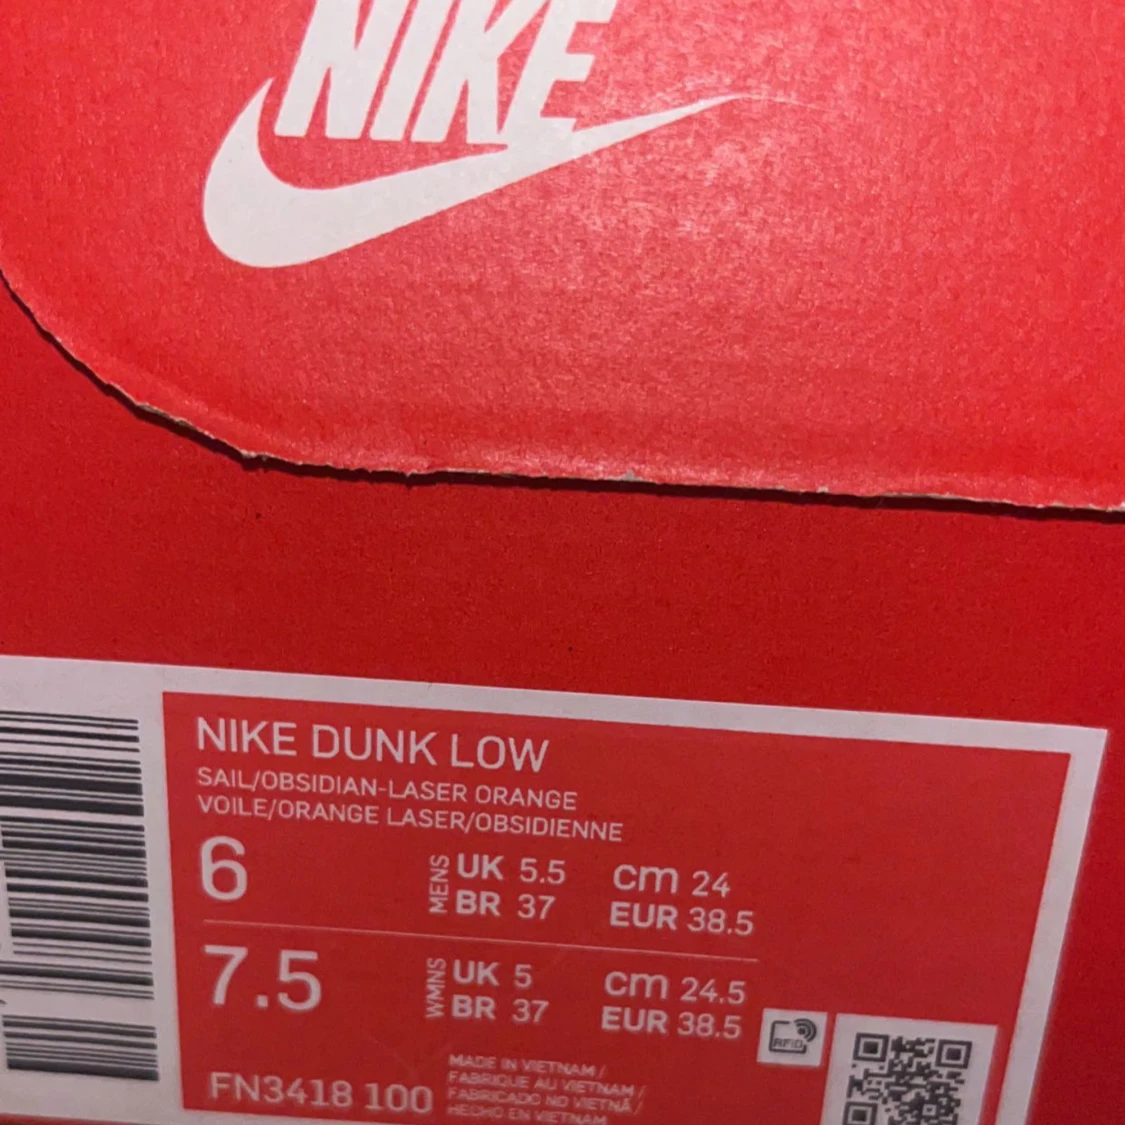 NIKE
NIKE DUNK LOW
SAIL/OBSIDIAN-LASER ORANGE
VOILE/ORANGE LASER/OBSIDIENNE
6 MENS UK 5.5 cm 24
BR 37 EUR 38.5
7.5 WMNS UK 5 cm 24.5
BR 37 EUR 38.5
RFID
FN3418 100
MADE IN VIETNAM /
FABRIQUE AU VIETNAM /
FABRICADO NO VIETNÃ /
HECHO EN VIETNAM